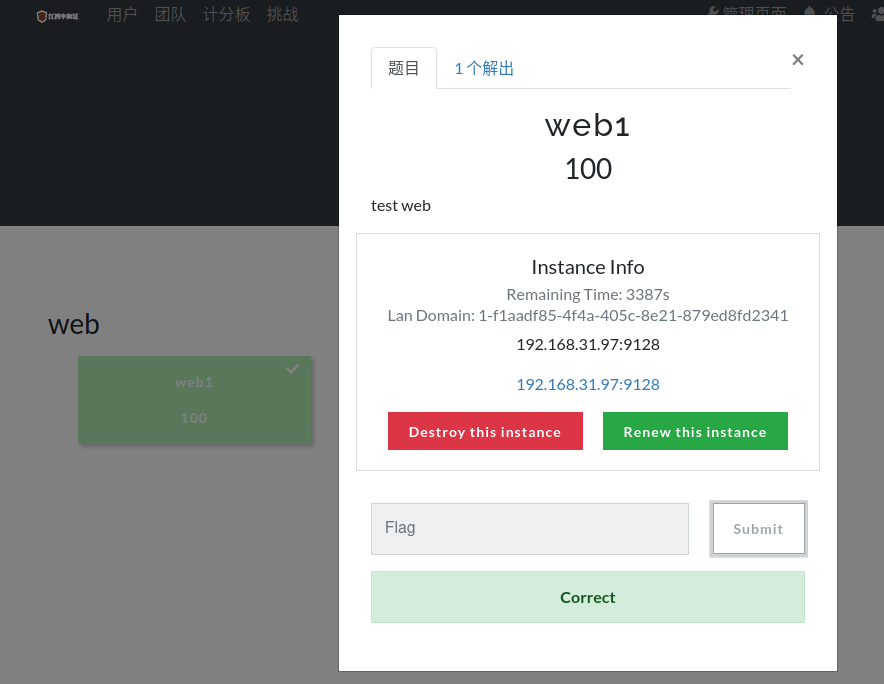 用户 团队 计分板 挑战 管理页面 公告
题目 1 个解出 ×
web1
100
test web
Instance Info
Remaining Time: 3387s
Lan Domain: 1-f1aadf85-4f4a-405c-8e21-879ed8fd2341
192.168.31.97:9128
192.168.31.97:9128
Destroy this instance Renew this instance
Flag Submit
Correct
web
web1
100